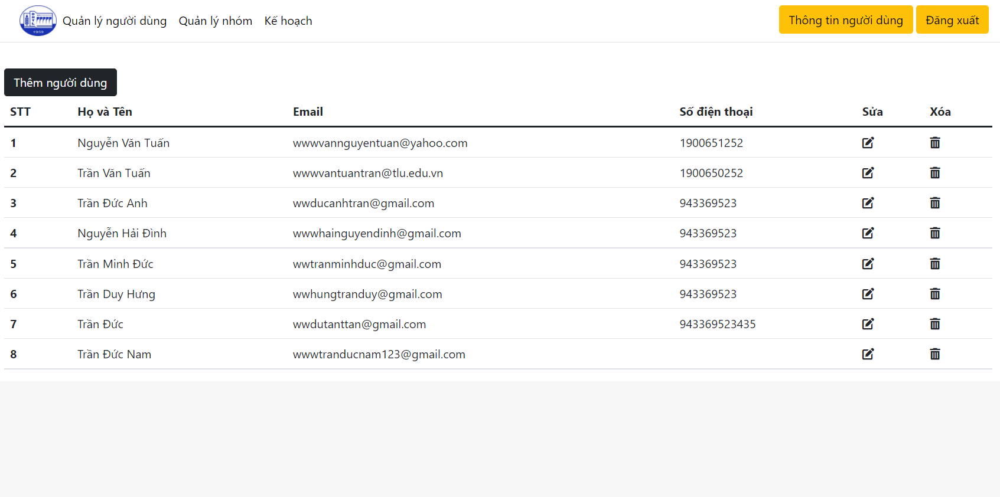 Quản lý người dùng Quản lý nhóm Kế hoạch Thông tin người dùng Đăng xuất
1959
Thêm người dùng
STT Họ và Tên Email Số điện thoại Sửa Xóa
1 Nguyễn Văn Tuấn wwwvannguyentuan@yahoo.com 1900651252
2 Trần Văn Tuấn wwwvantuantran@tlu.edu.vn 1900650252
3 Trần Đức Anh wwducanhtran@gmail.com 943369523
4 Nguyễn Hải Đình wwwhainguyendinh@gmail.com 943369523
5 Trần Minh Đức wwtranminhduc@gmail.com 943369523
6 Trần Duy Hưng wwhungtranduy@gmail.com 943369523
7 Trần Đức wwdutanttan@gmail.com 943369523435
8 Trần Đức Nam wwwtranducnam123@gmail.com